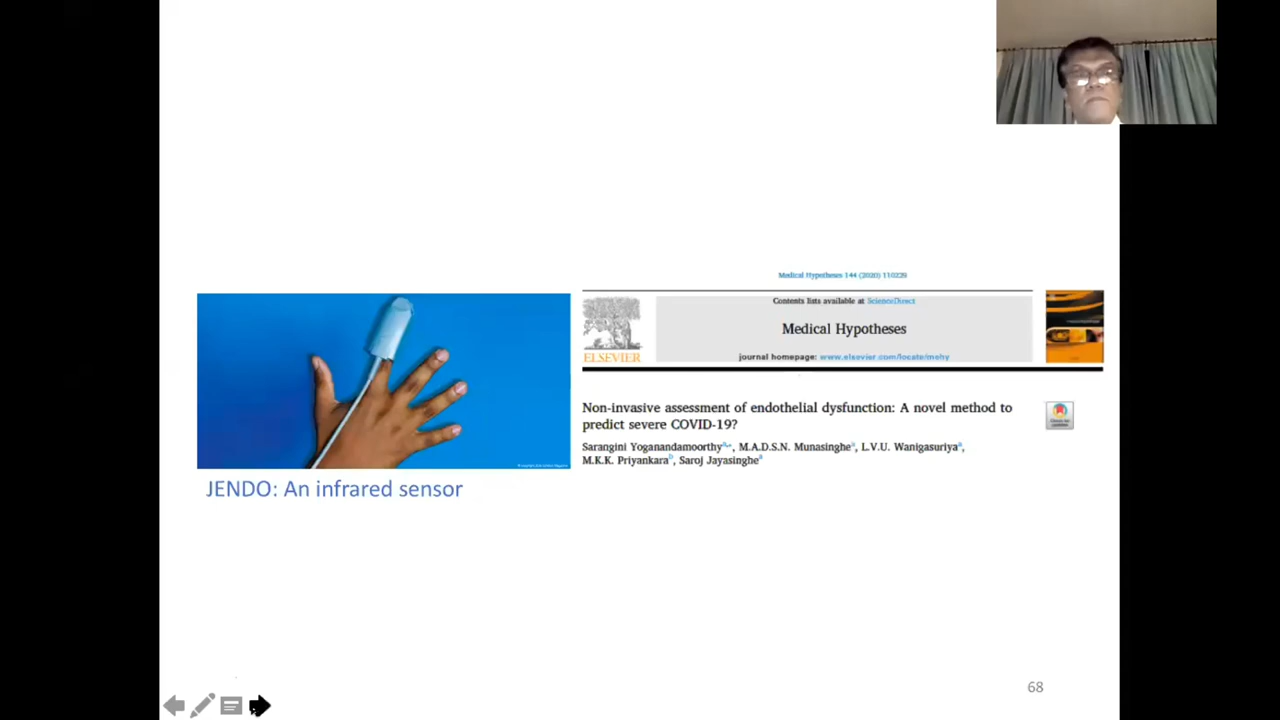 Medical Hypotheses 144 (2020) 110229
Contents lists available at ScienceDirect
Medical Hypotheses
journal homepage: www.elsevier.com/locate/mehy
ELSEVIER
Non-invasive assessment of endothelial dysfunction: A novel method to
predict severe COVID-19?
Sarangini Yoganandamoorthy, M.A.D.S.N. Munasinghe, L.V.U. Wanigasuriya,
M.K.K. Priyankara, Saroj Jayasinghe
JENDO: An infrared sensor
68